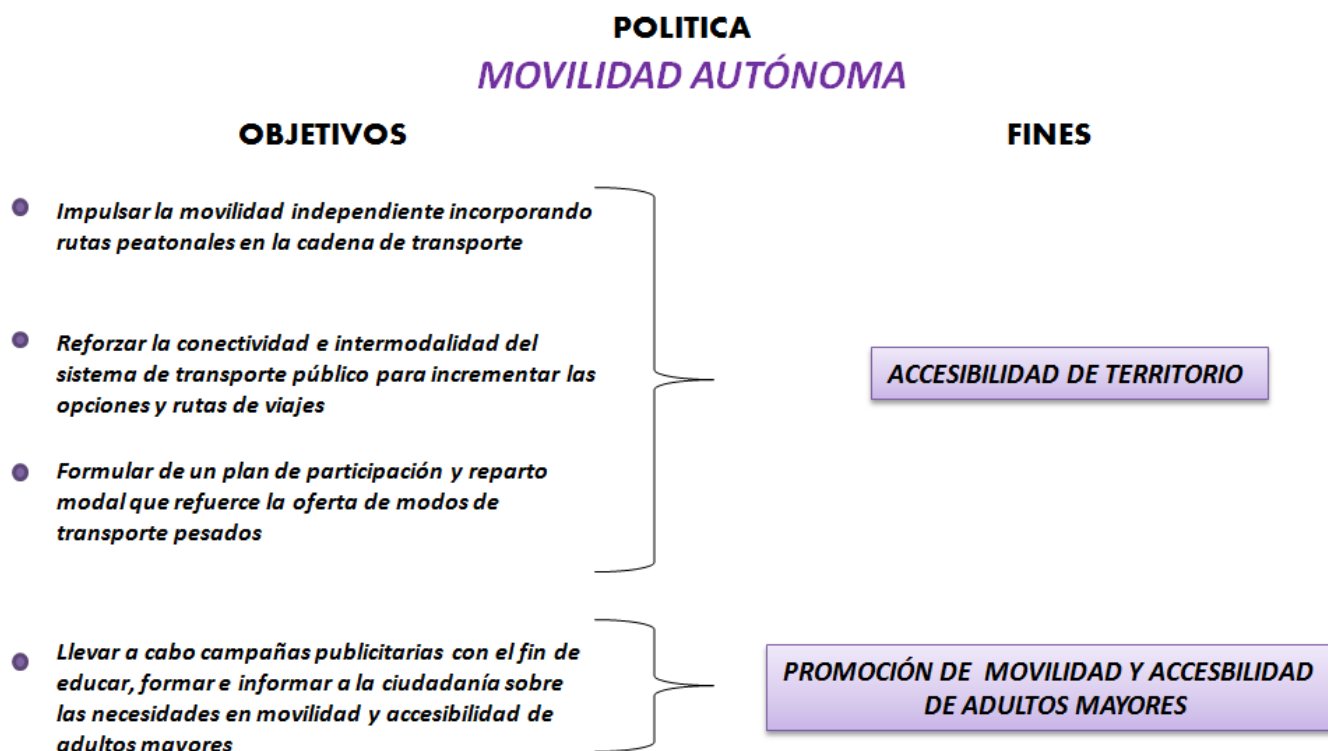 POLITICA
MOVILIDAD AUTÓNOMA
OBJETIVOS
FINES
Impulsar la movilidad independiente incorporando
rutas peatonales en la cadena de transporte
Reforzar la conectividad e intermodalidad del
sistema de transporte público para incrementar las
opciones y rutas de viajes
Formular de un plan de participación y reparto
modal que refuerce la oferta de modos de
transporte pesados
ACCESIBILIDAD DE TERRITORIO
Llevar a cabo campañas publicitarias con el fin de
educar, formar e informar a la ciudadanía sobre
las necesidades en movilidad y accesibilidad de
adultos mayores
PROMOCIÓN DE MOVILIDAD Y ACCESBILIDAD
DE ADULTOS MAYORES